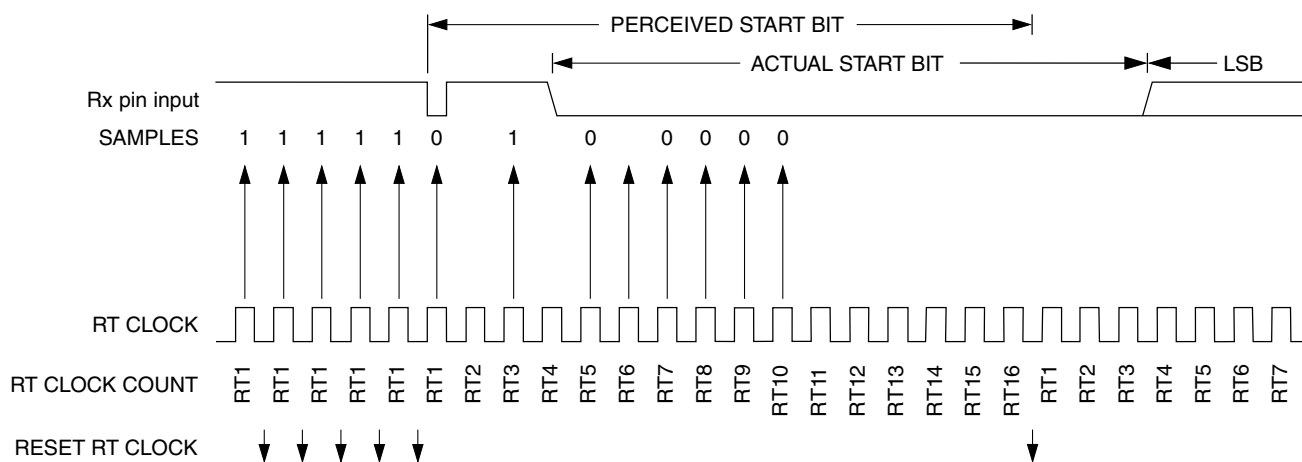 PERCEIVED START BIT
ACTUAL START BIT LSB
Rx pin input
SAMPLES 1 1 1 1 1 0 1 0 0 0 0 0
RT CLOCK
RT CLOCK COUNT RT1 RT1 RT1 RT1 RT1 RT1 RT2 RT3 RT4 RT5 RT6 RT7 RT8 RT9 RT10 RT11 RT12 RT13 RT14 RT15 RT16 RT1 RT2 RT3 RT4 RT5 RT6 RT7
RESET RT CLOCK